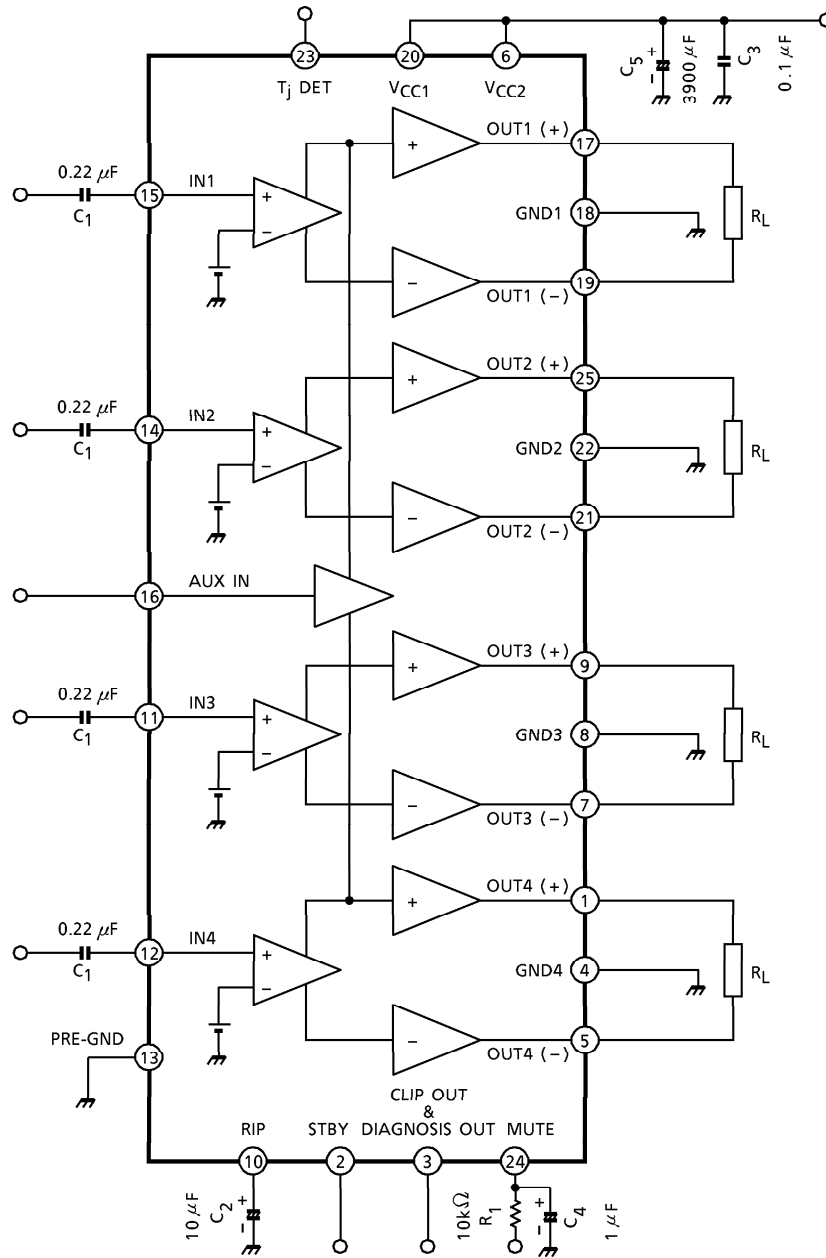 23 20 6
Tj DET VCC1 VCC2
C5 + - 3900 μF C3 0.1 μF
OUT1 (+) 17
0.22 μF
C1 15 IN1 + - +
GND1 18 RL
- OUT1 (-) 19
OUT2 (+) 25
0.22 μF
C1 14 IN2 + - +
GND2 22 RL
- OUT2 (-) 21
16 AUX IN
OUT3 (+) 9
0.22 μF
C1 11 IN3 + - +
GND3 8 RL
- OUT3 (-) 7
OUT4 (+) 1
0.22 μF
C1 12 IN4 + - +
GND4 4 RL
- OUT4 (-) 5
PRE-GND 13
CLIP OUT
&
RIP STBY DIAGNOSIS OUT MUTE
10 2 3 24
10 μF C2 + - 10kΩ R1 + - C4 1 μF